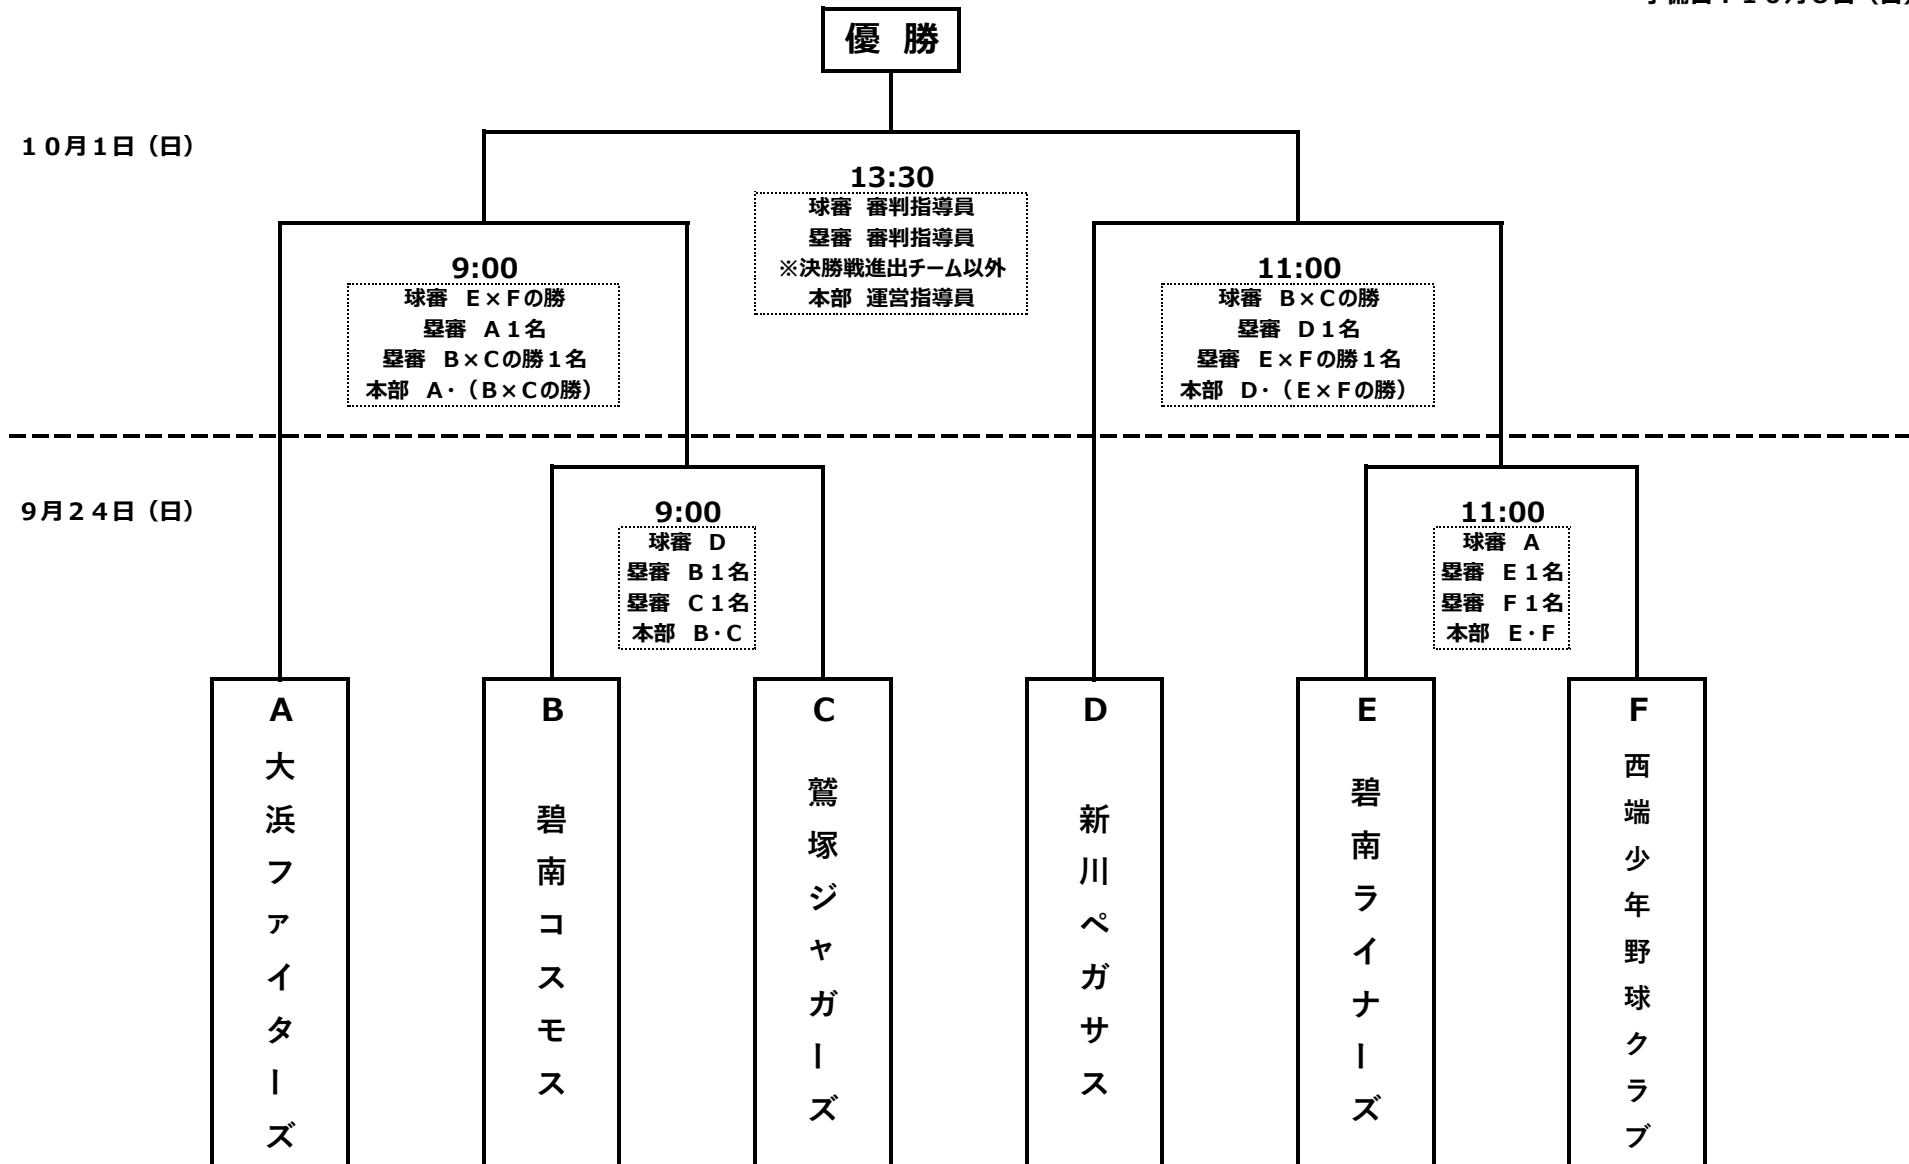 優 勝
１０月１日（日）
13:30
球審 審判指導員
塁審 審判指導員
※決勝戦進出チーム以外
本部 運営指導員
9:00
球審 Ｅ×Ｆの勝
塁審 Ａ１名
塁審 Ｂ×Ｃの勝１名
本部 Ａ・（Ｂ×Ｃの勝）
11:00
球審 Ｂ×Ｃの勝
塁審 Ｄ１名
塁審 Ｅ×Ｆの勝１名
本部 Ｄ・（Ｅ×Ｆの勝）
９月２４日（日）
9:00
球審 Ｄ
塁審 Ｂ１名
塁審 Ｃ１名
本部 Ｂ・Ｃ
11:00
球審 Ａ
塁審 Ｅ１名
塁審 Ｆ１名
本部 Ｅ・Ｆ
Ａ
大浜ファイターズ
Ｂ
碧南コスモス
Ｃ
鷲塚ジャガーズ
Ｄ
新川ペガサス
Ｅ
碧南ライナーズ
Ｆ
西端少年野球クラブ